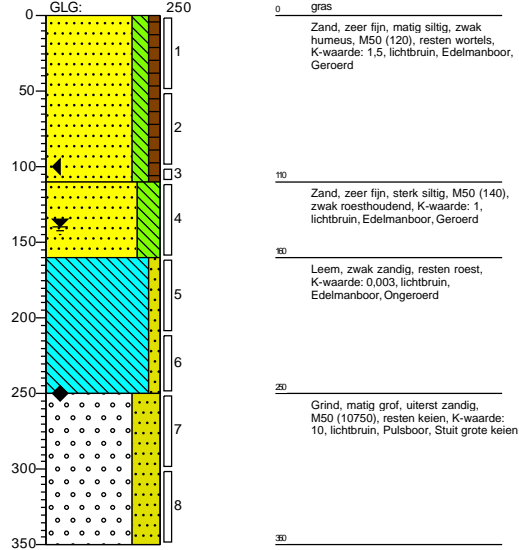 GLG: 250
0
50
100
150
200
250
300
350
1
2
3
4
5
6
7
8
0 gras
Zand, zeer fijn, matig siltig, zwak
humeus, M50 (120), resten wortels,
K-waarde: 1,5, lichtbruin, Edelmanboor,
Geroerd
110
Zand, zeer fijn, sterk siltig, M50 (140),
zwak roesthoudend, K-waarde: 1,
lichtbruin, Edelmanboor, Geroerd
160
Leem, zwak zandig, resten roest,
K-waarde: 0,003, lichtbruin,
Edelmanboor, Ongeroerd
250
Grind, matig grof, uiterst zandig,
M50 (10750), resten keien, K-waarde:
10, lichtbruin, Pulsboor, Stuit grote keien
350